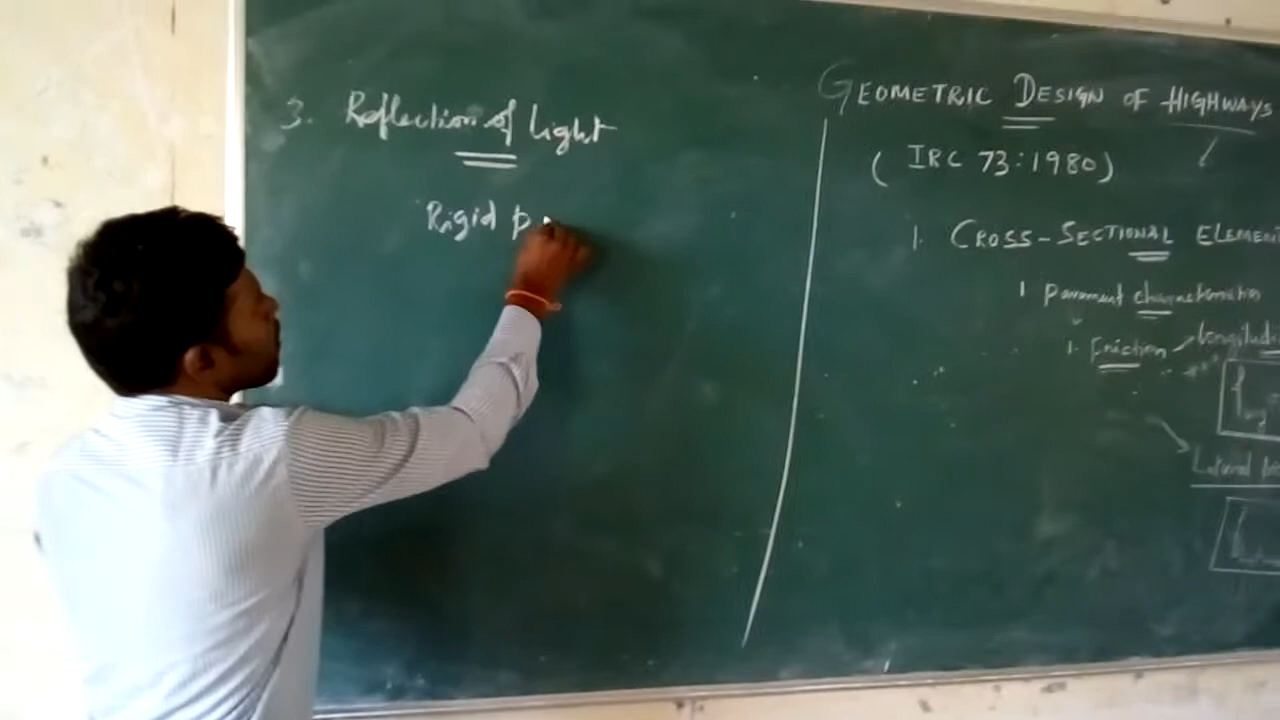 3. Reflection of light
Rigid p
GEOMETRIC DESIGN OF HIGHWAYS
( IRC 73:1980)
1. CROSS-SECTIONAL ELEMEN
1 pavement characteristics
1. Friction
Lateral